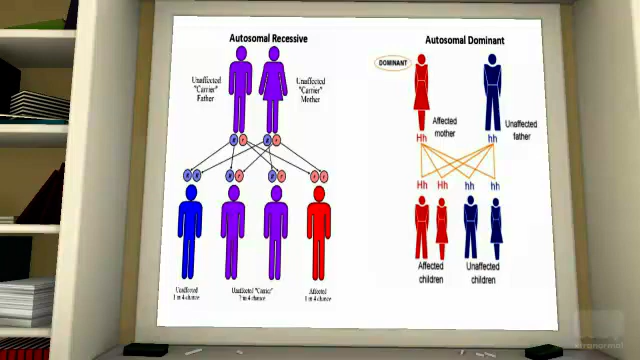 Autosomal Recessive
Unaffected
"Carrier"
Father
Unaffected
"Carrier"
Mother
Unaffected
1 in 4 chance
Unaffected "Carrier"
2 in 4 chance
Affected
1 in 4 chance
Autosomal Dominant
DOMINANT
Affected
mother
Unaffected
father
Hh
hh
Hh Hh hh hh
Affected
children
Unaffected
children
xtranormal